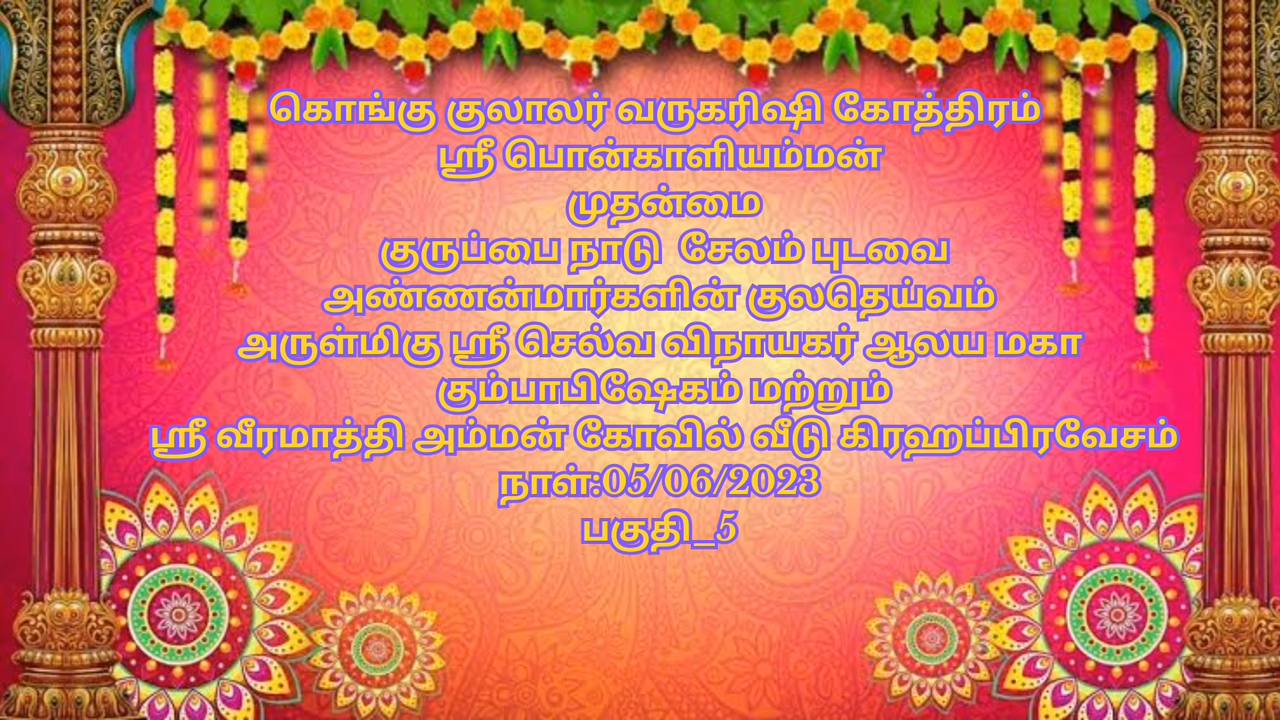 கொங்கு குலாலர் வருகரிஷி கோத்திரம்
ஸ்ரீ பொன்காளியம்மன்
முதன்மை
குருப்பை நாடு சேலம் புடவை
அண்ணன்மார்களின் குலதெய்வம்
அருள்மிகு ஸ்ரீ செல்வ விநாயகர் ஆலய மகா
கும்பாபிஷேகம் மற்றும்
ஸ்ரீ வீரமாத்தி அம்மன் கோவில் வீடு கிரஹப்பிரவேசம்
நாள்:05/06/2023
பகுதி_5